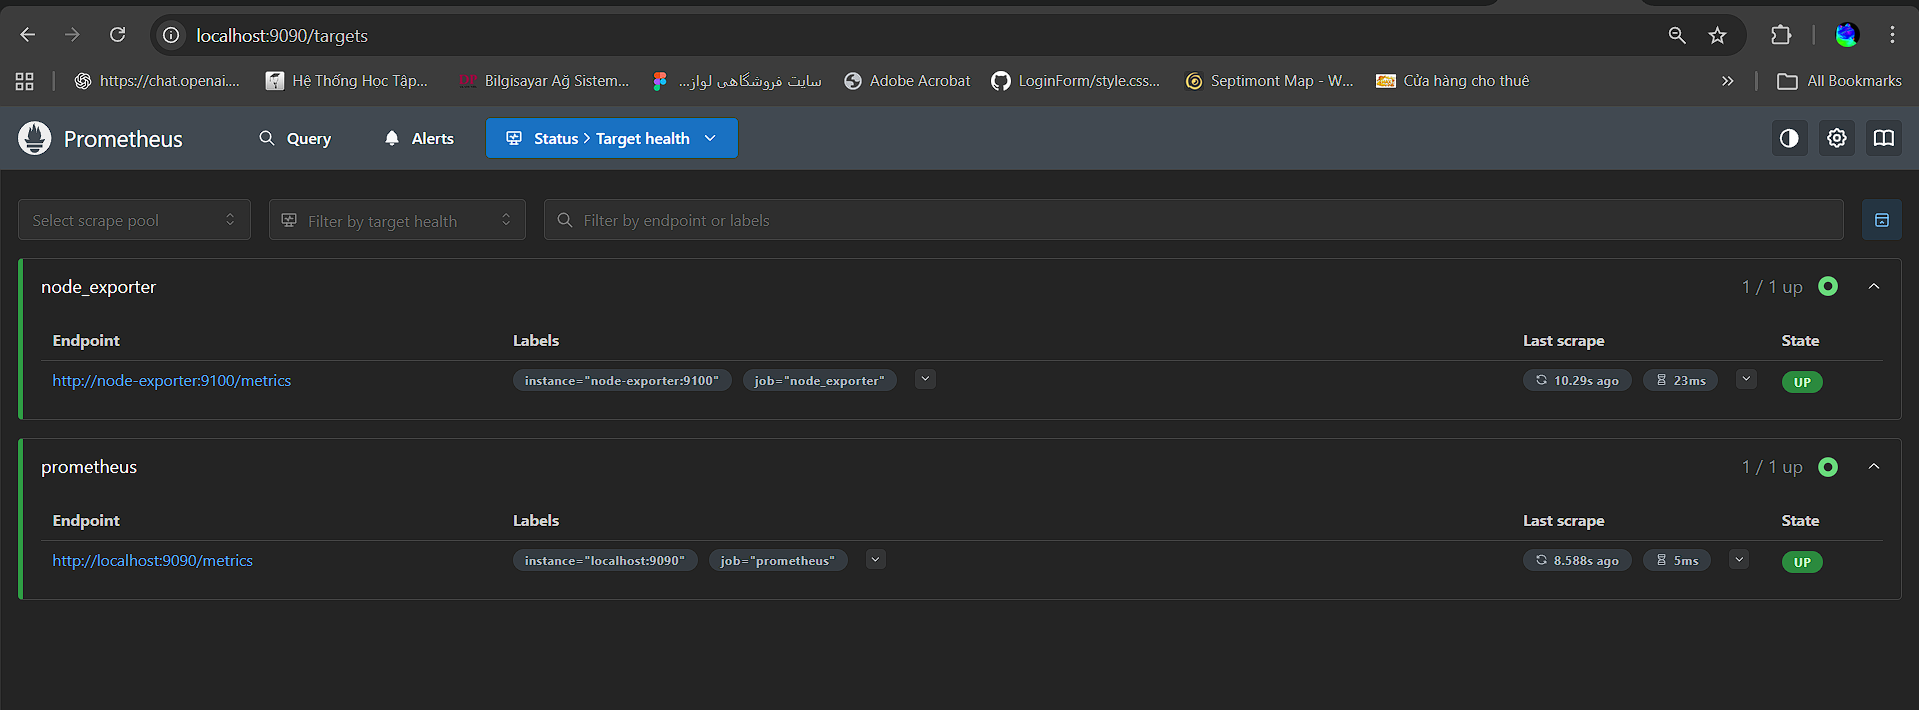 localhost:9090/targets
https://chat.openai.... Hệ Thống Học Tập... Bilgisayar Ağ Sistem... سایت فروشگاهی لواز... Adobe Acrobat LoginForm/style.css... Septimont Map - W... Cửa hàng cho thuê » All Bookmarks
Prometheus Query Alerts Status > Target health
Select scrape pool Filter by target health Filter by endpoint or labels
node_exporter 1 / 1 up
Endpoint Labels Last scrape State
http://node-exporter:9100/metrics instance="node-exporter:9100" job="node_exporter" 10.29s ago 23ms UP
prometheus 1 / 1 up
Endpoint Labels Last scrape State
http://localhost:9090/metrics instance="localhost:9090" job="prometheus" 8.588s ago 5ms UP